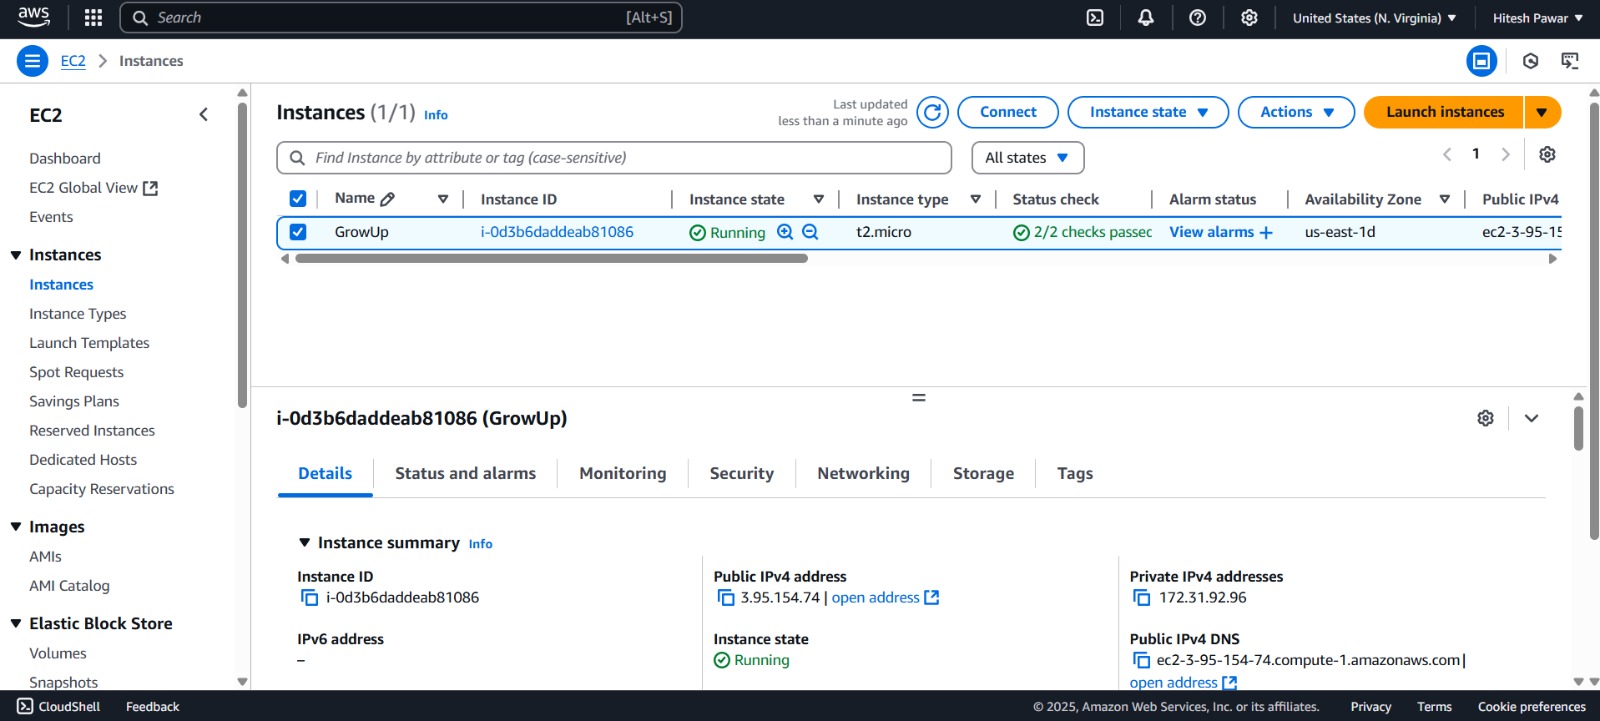 aws
Search [Alt+S]
United States (N. Virginia)
Hitesh Pawar
EC2 > Instances
EC2
Dashboard
EC2 Global View
Events
Instances
Instances
Instance Types
Launch Templates
Spot Requests
Savings Plans
Reserved Instances
Dedicated Hosts
Capacity Reservations
Images
AMIs
AMI Catalog
Elastic Block Store
Volumes
Snapshots
Instances (1/1) Info
Last updated
less than a minute ago
Connect
Instance state
Actions
Launch instances
Find Instance by attribute or tag (case-sensitive)
All states
1
Name Instance ID Instance state Instance type Status check Alarm status Availability Zone Public IPv4
GrowUp i-0d3b6daddeab81086 Running t2.micro 2/2 checks passed View alarms + us-east-1d ec2-3-95-15
i-0d3b6daddeab81086 (GrowUp)
Details Status and alarms Monitoring Security Networking Storage Tags
Instance summary Info
Instance ID
i-0d3b6daddeab81086
IPv6 address
–
Public IPv4 address
3.95.154.74 | open address
Instance state
Running
Private IPv4 addresses
172.31.92.96
Public IPv4 DNS
ec2-3-95-154-74.compute-1.amazonaws.com |
open address
CloudShell Feedback
© 2025, Amazon Web Services, Inc. or its affiliates. Privacy Terms Cookie preferences